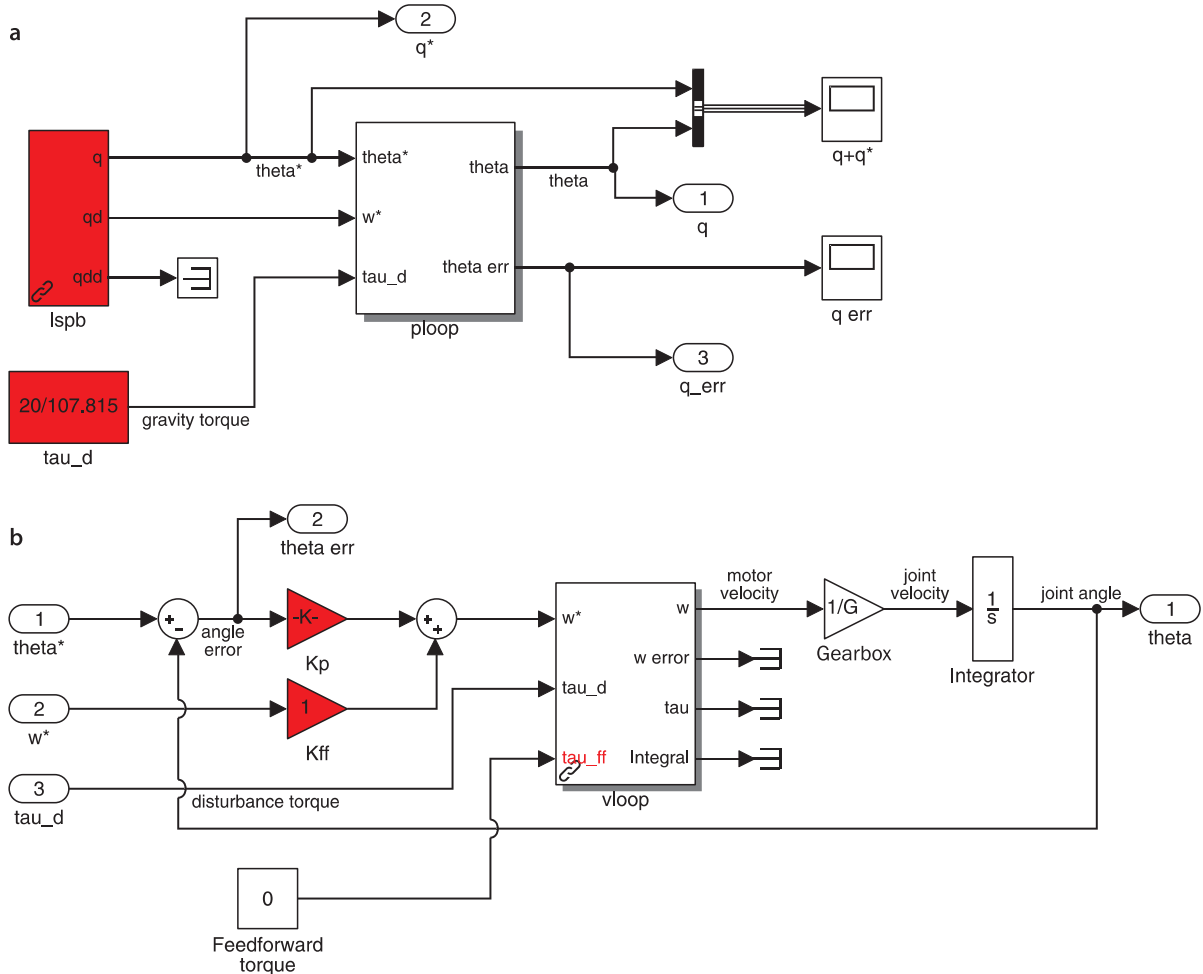 a
2
q*
q
theta*
theta*
theta
theta
q+q*
qd
w*
1
q
qdd
tau_d
theta err
lspb
ploop
q err
3
q_err
20/107.815
gravity torque
tau_d
b
2
theta err
1
theta*
+
-
angle
error
-K-
Kp
+
+
w*
w
motor
velocity
1/G
Gearbox
joint
velocity
1
s
Integrator
joint angle
1
theta
w error
tau_d
tau
2
w*
1
Kff
tau_ff
Integral
vloop
3
tau_d
disturbance torque
0
Feedforward
torque